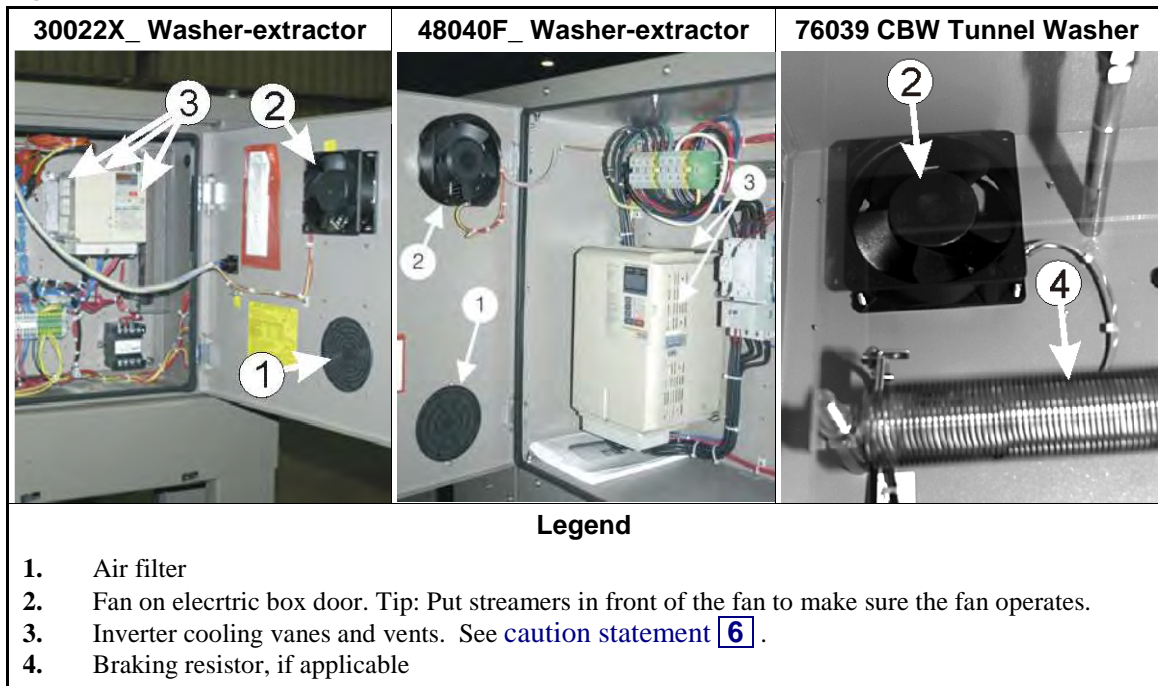 30022X_ Washer-extractor
48040F_ Washer-extractor
76039 CBW Tunnel Washer
3
2
1
2
1
3
2
4
Legend
1. Air filter
2. Fan on elecrtric box door. Tip: Put streamers in front of the fan to make sure the fan operates.
3. Inverter cooling vanes and vents. See caution statement 6 .
4. Braking resistor, if applicable